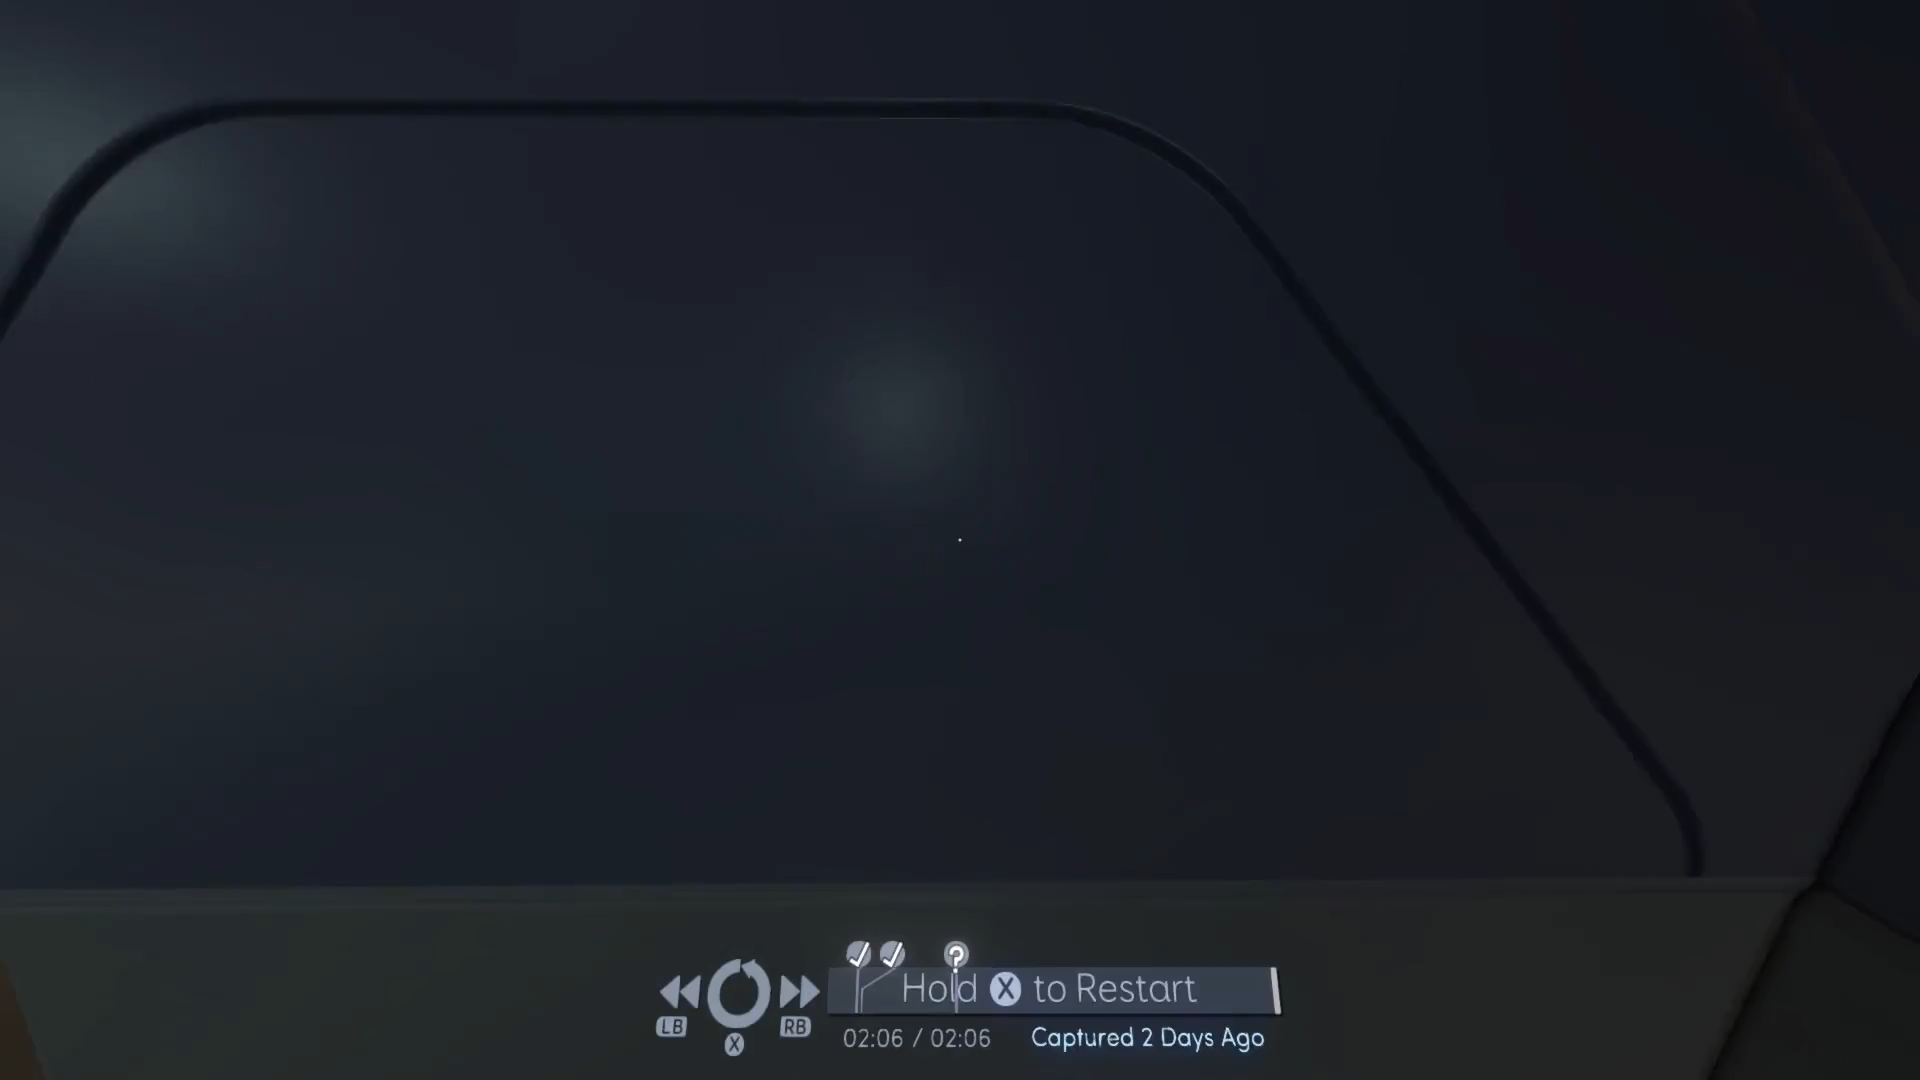 ?
Hold X to Restart
LB
RB
X
02:06 / 02:06
Captured 2 Days Ago